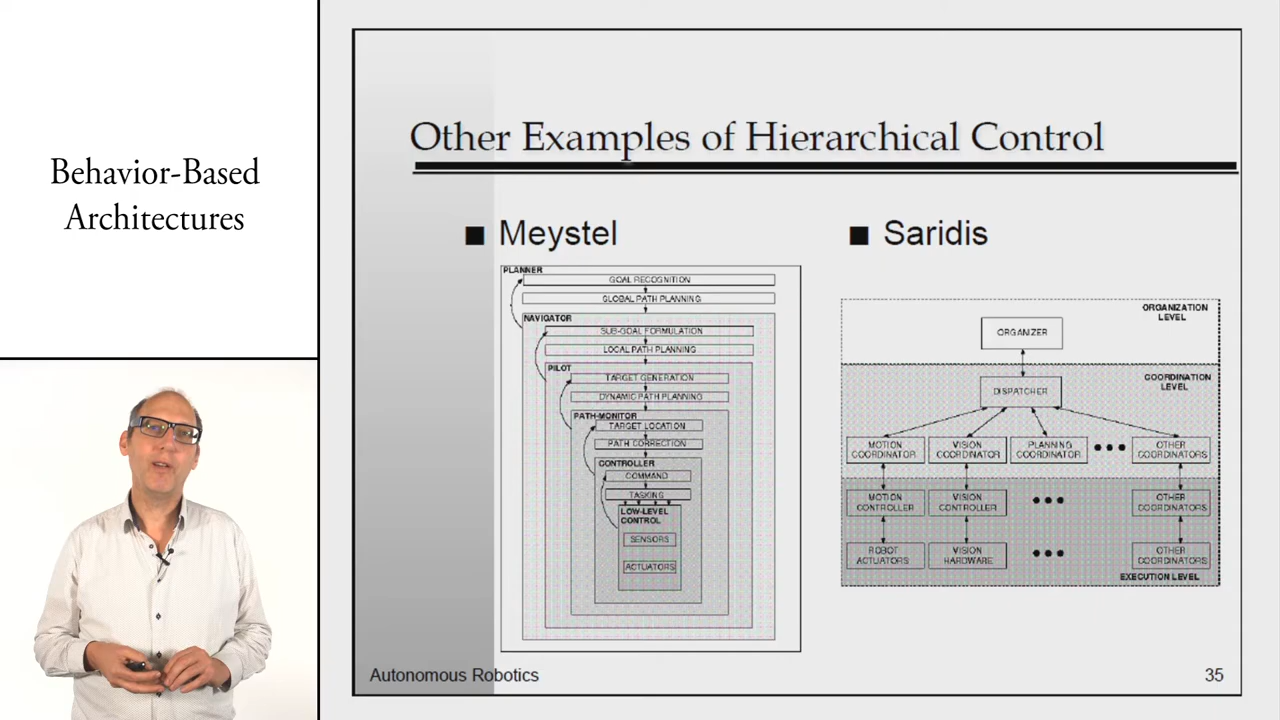 Behavior-Based
Architectures
Other Examples of Hierarchical Control
■ Meystel
PLANNER
GOAL RECOGNITION
GLOBAL PATH PLANNING
NAVIGATOR
SUB-GOAL FORMULATION
LOCAL PATH PLANNING
PILOT
TARGET GENERATION
DYNAMIC PATH PLANNING
PATH-MONITOR
TARGET LOCATION
PATH CORRECTION
CONTROLLER
COMMAND
TASKING
LOW-LEVEL
CONTROL
SENSORS
ACTUATORS
■ Saridis
ORGANIZATION
LEVEL
ORGANIZER
COORDINATION
LEVEL
DISPATCHER
MOTION
COORDINATOR
VISION
COORDINATOR
PLANNING
COORDINATOR
OTHER
COORDINATORS
MOTION
CONTROLLER
VISION
CONTROLLER
OTHER
COORDINATORS
ROBOT
ACTUATORS
VISION
HARDWARE
OTHER
COORDINATORS
EXECUTION LEVEL
Autonomous Robotics
35